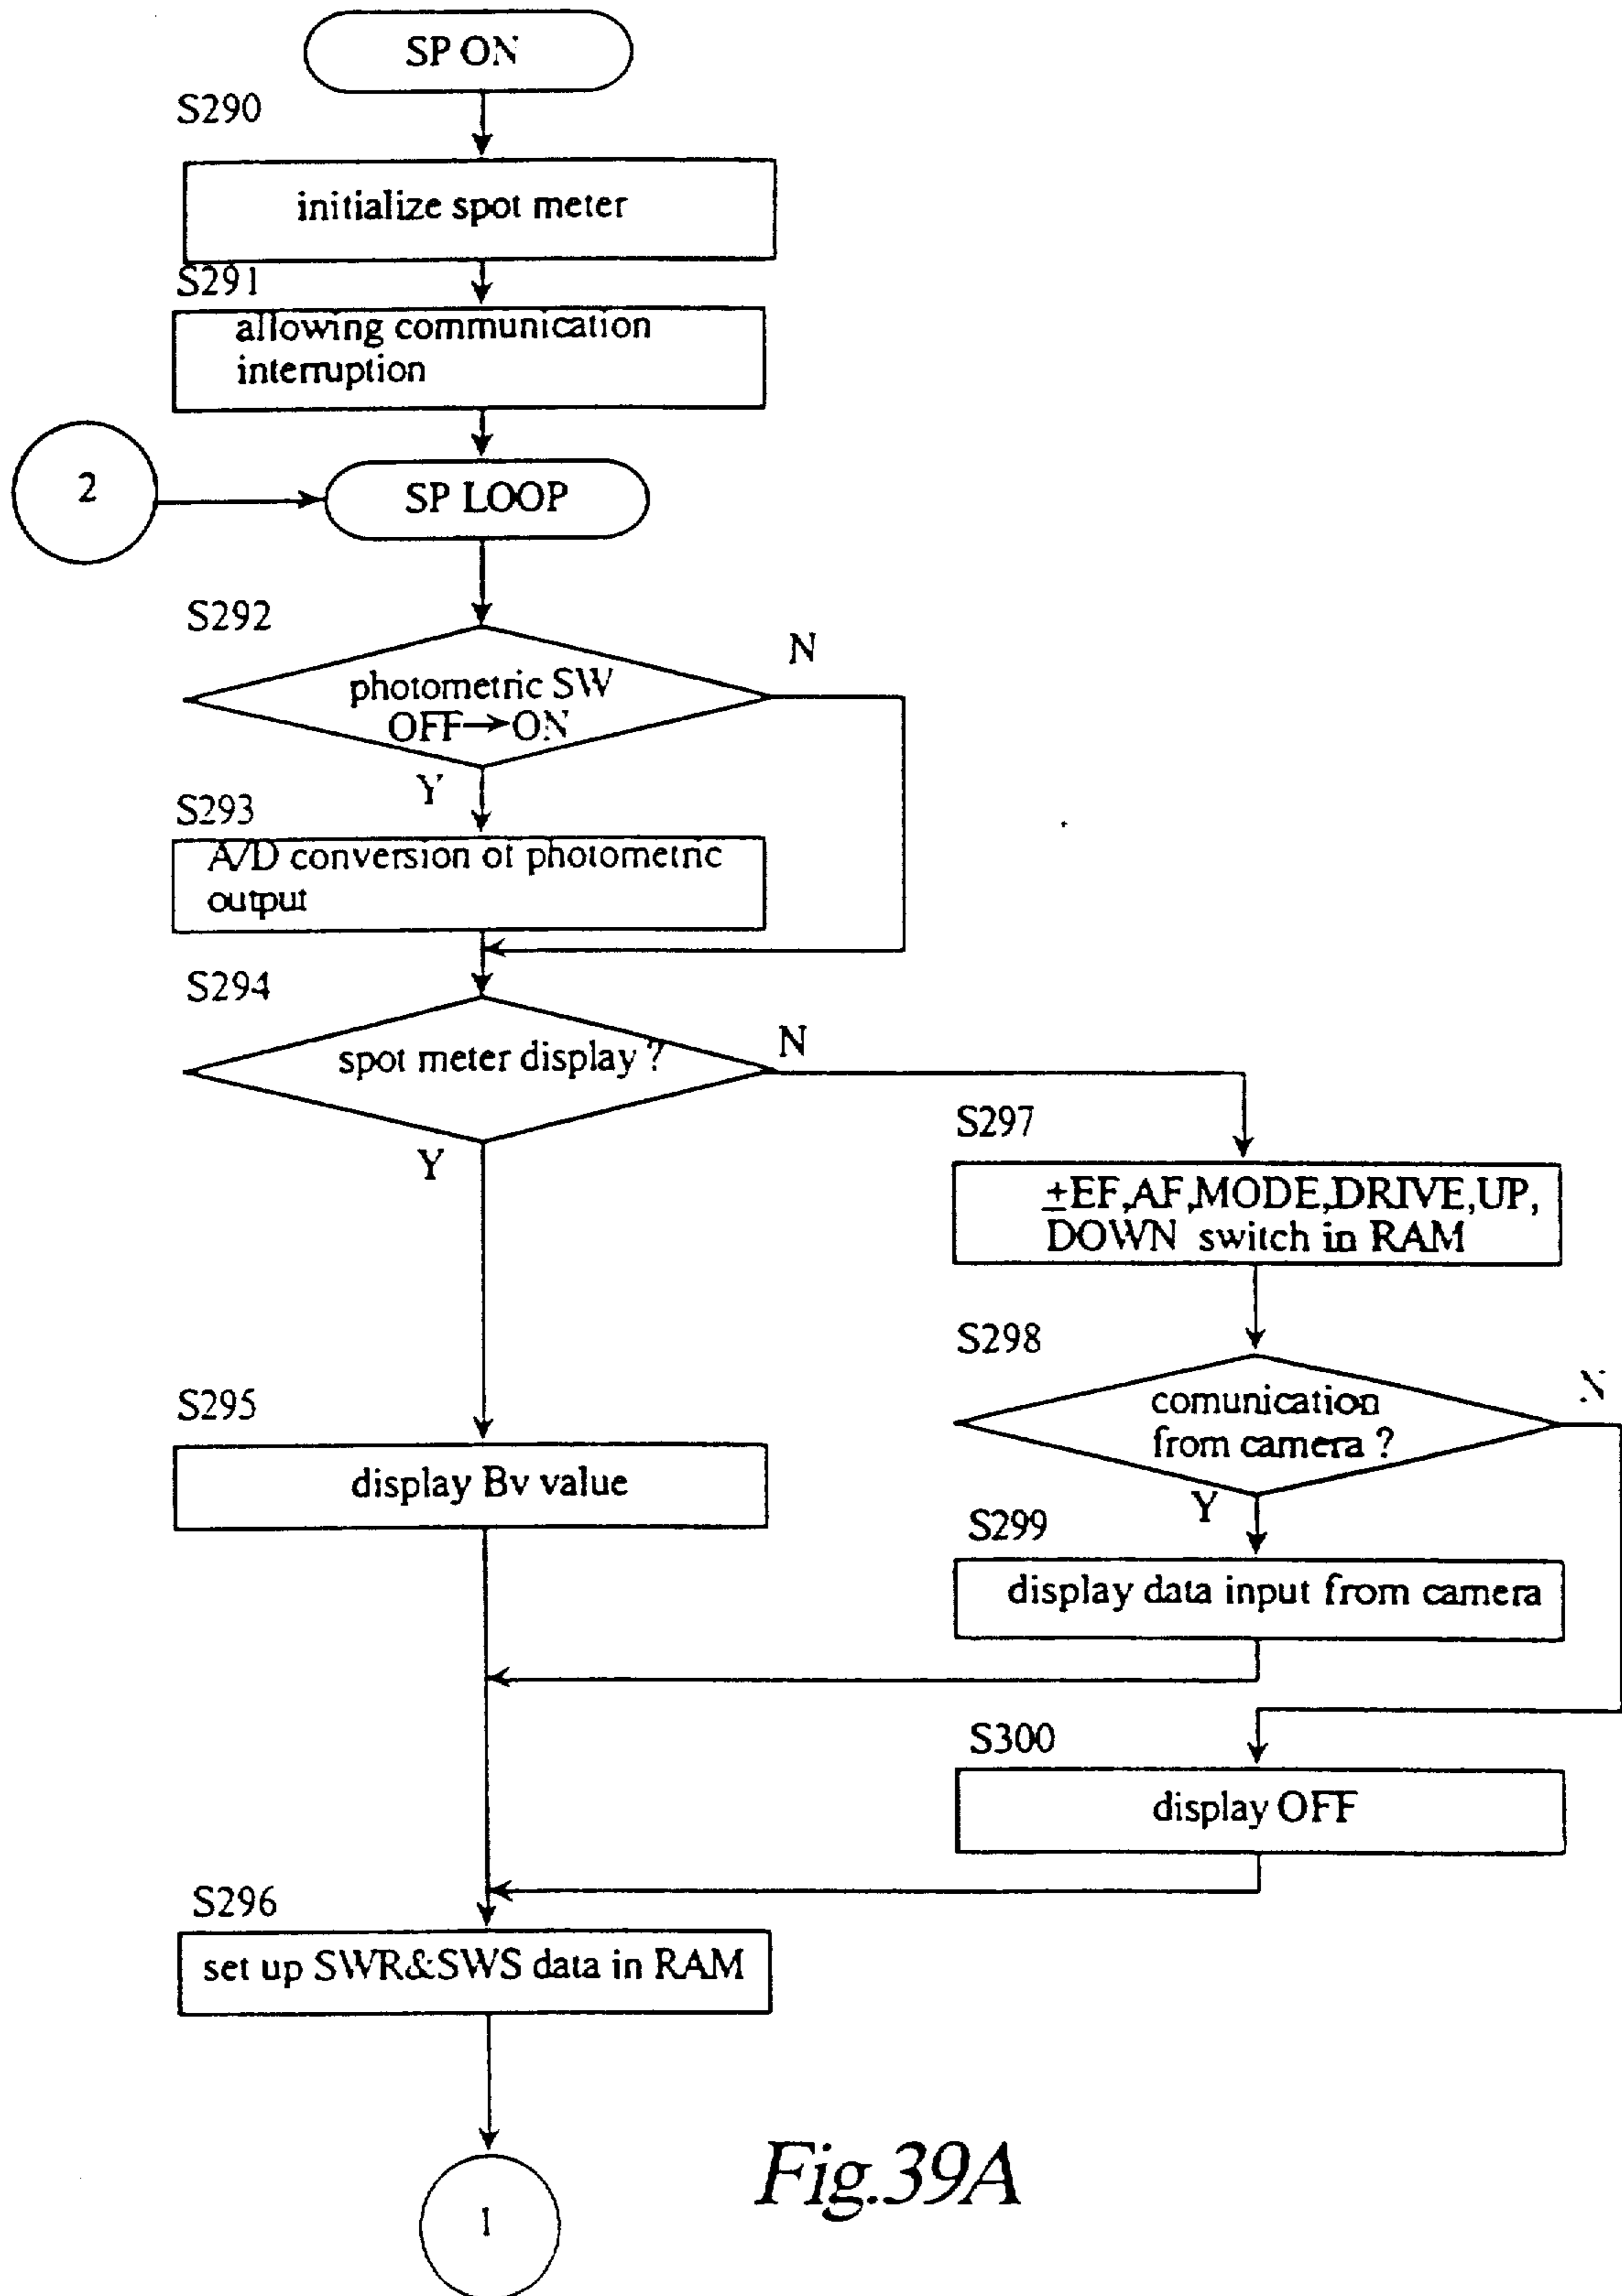 SP ON
S290
initialize spot meter
S291
allowing communication
interruption
2
SP LOOP
S292
N
photometric SW
OFF→ON
Y
S293
A/D conversion of photometric
output
S294
N
spot meter display ?
Y
S297
±EF,AF,MODE,DRIVE,UP,
DOWN switch in RAM
S298
N
comunication
from camera ?
Y
S295
display Bv value
S299
display data input from camera
S300
display OFF
S296
set up SWR&SWS data in RAM
1
Fig.39A